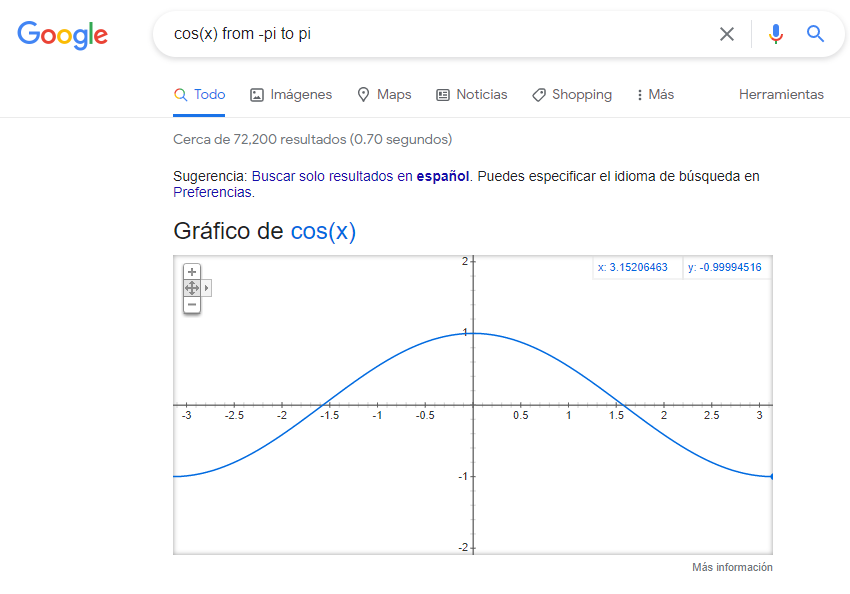 Google
cos(x) from -pi to pi
Todo Imágenes Maps Noticias Shopping Más Herramientas
Cerca de 72,200 resultados (0.70 segundos)
Sugerencia: Buscar solo resultados en español. Puedes especificar el idioma de búsqueda en
Preferencias.
Gráfico de cos(x)
x: 3.15206463 y: -0.99994516
2
1
-3 -2.5 -2 -1.5 -1 -0.5 0.5 1 1.5 2 2.5 3
-1
-2
Más información